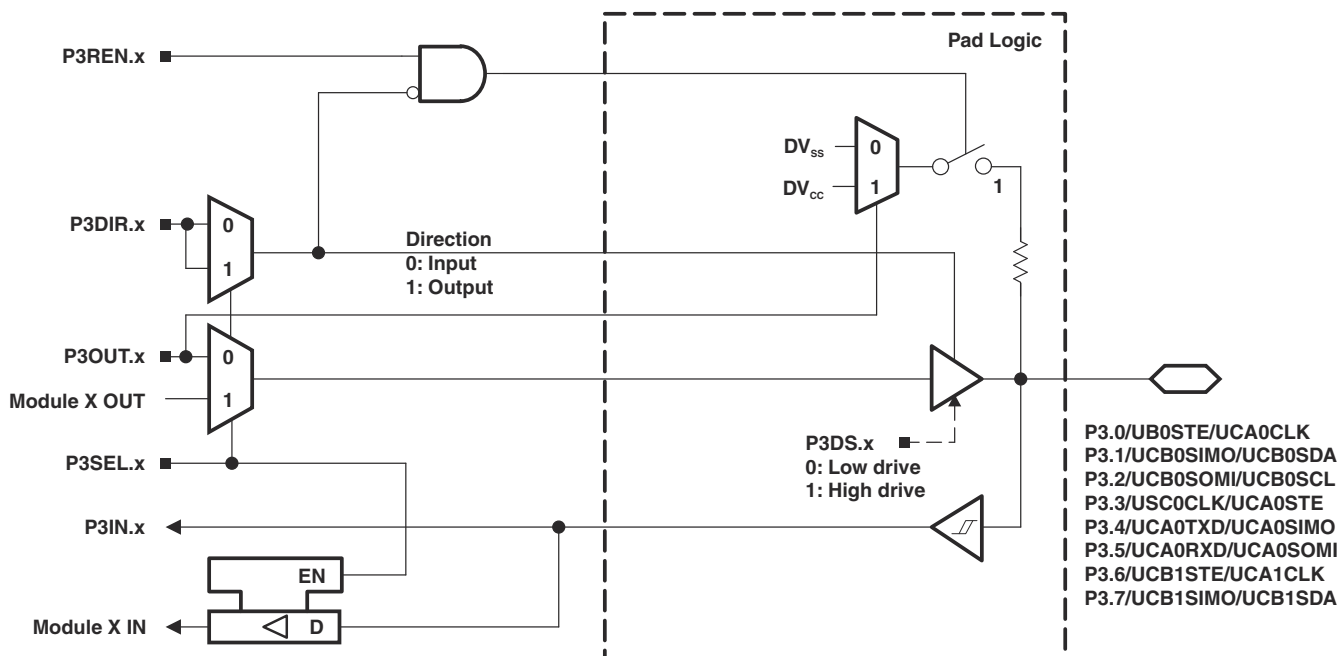 Pad Logic
P3REN.x
DVss
0
DVcc
1
1
P3DIR.x
0
1
Direction
0: Input
1: Output
P3OUT.x
0
Module X OUT
1
P3DS.x
0: Low drive
1: High drive
P3SEL.x
P3IN.x
EN
Module X IN
D
P3.0/UB0STE/UCA0CLK
P3.1/UCB0SIMO/UCB0SDA
P3.2/UCB0SOMI/UCB0SCL
P3.3/USC0CLK/UCA0STE
P3.4/UCA0TXD/UCA0SIMO
P3.5/UCA0RXD/UCA0SOMI
P3.6/UCB1STE/UCA1CLK
P3.7/UCB1SIMO/UCB1SDA